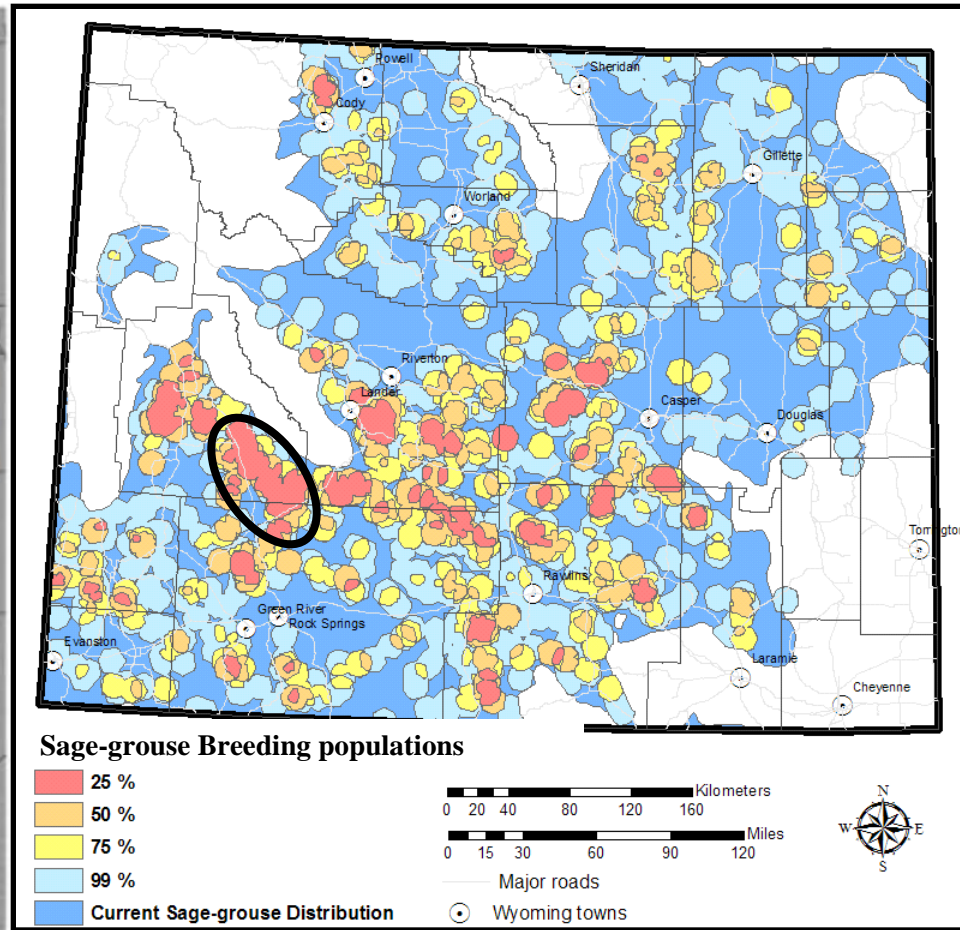 Powell
Sheridan
Cody
Gillette
Worland
Riverton
Lander
Casper
Douglas
Torrington
Rawlins
Green River
Rock Springs
Evanston
Laramie
Cheyenne
Sage-grouse Breeding populations
25 %
50 %
75 %
99 %
Current Sage-grouse Distribution
Kilometers
0 20 40 80 120 160
Miles
0 15 30 60 90 120
Major roads
Wyoming towns
N
W E
S